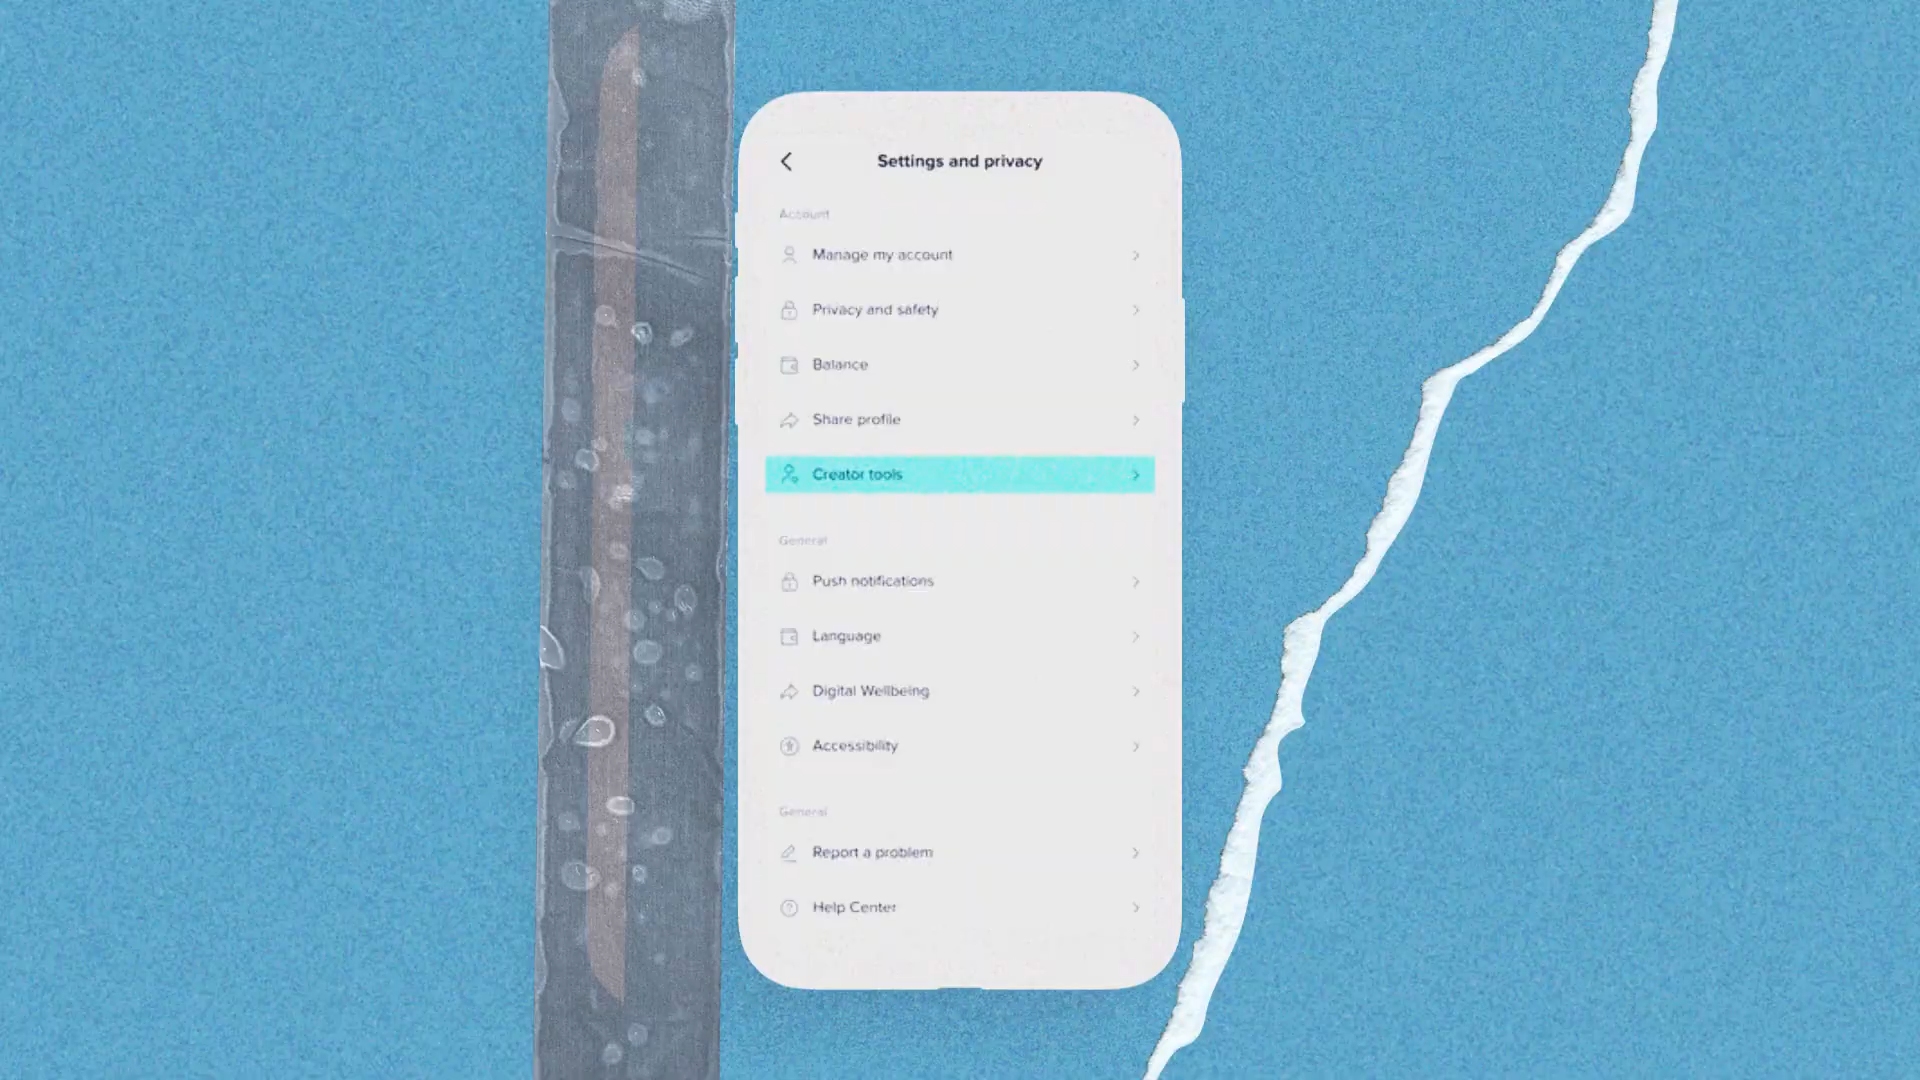 Settings and privacy
Account
Manage my account
Privacy and safety
Balance
Share profile
Creator tools
General
Push notifications
Language
Digital Wellbeing
Accessibility
General
Report a problem
Help Center